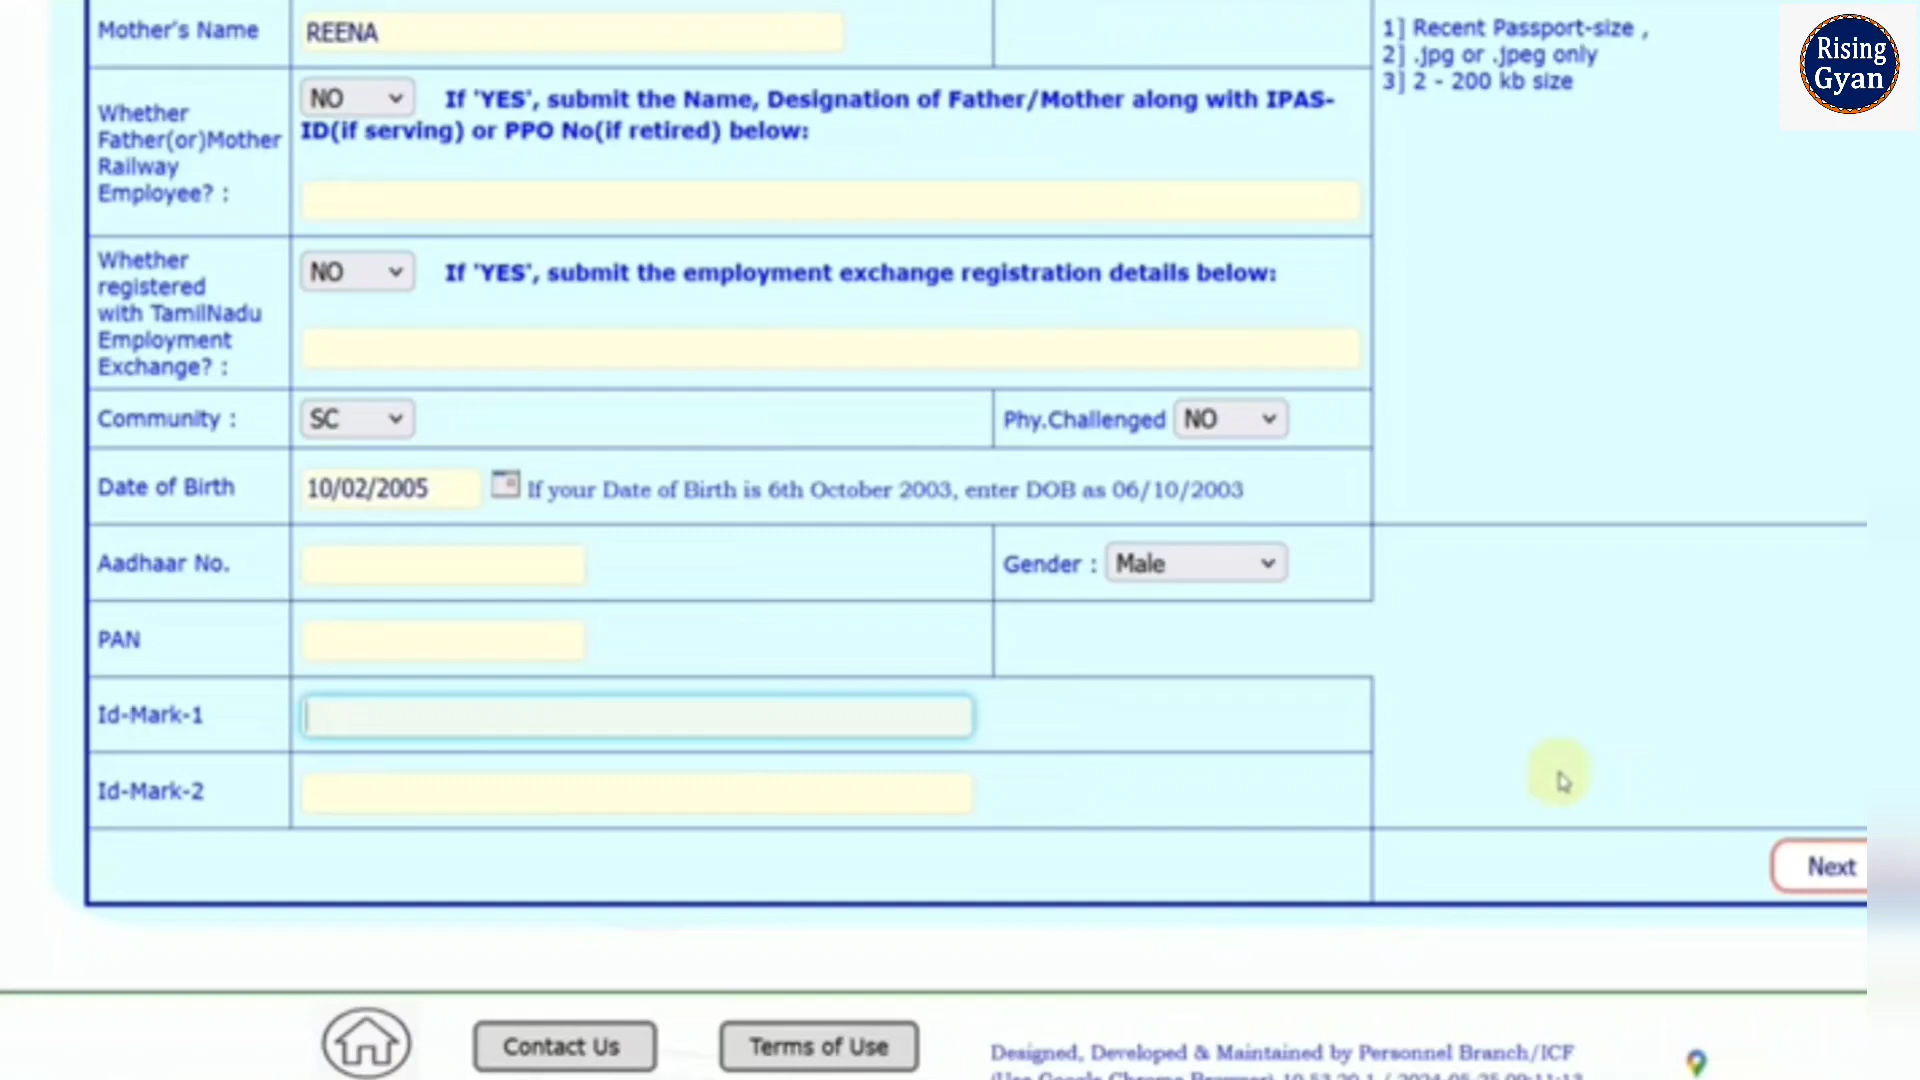 Mother's Name
REENA
1] Recent Passport-size ,
2] .jpg or .jpeg only
3] 2 - 200 kb size
Rising
Gyan
Whether
Father(or)Mother
Railway
Employee? :
NO
If 'YES', submit the Name, Designation of Father/Mother along with IPAS-
ID(if serving) or PPO No(if retired) below:
Whether
registered
with TamilNadu
Employment
Exchange? :
NO
If 'YES', submit the employment exchange registration details below:
Community :
SC
Phy.Challenged
NO
Date of Birth
10/02/2005
If your Date of Birth is 6th October 2003, enter DOB as 06/10/2003
Aadhaar No.
Gender :
Male
PAN
Id-Mark-1
Id-Mark-2
Next
Contact Us
Terms of Use
Designed, Developed & Maintained by Personnel Branch/ICF
(Use Google Chrome Browser)